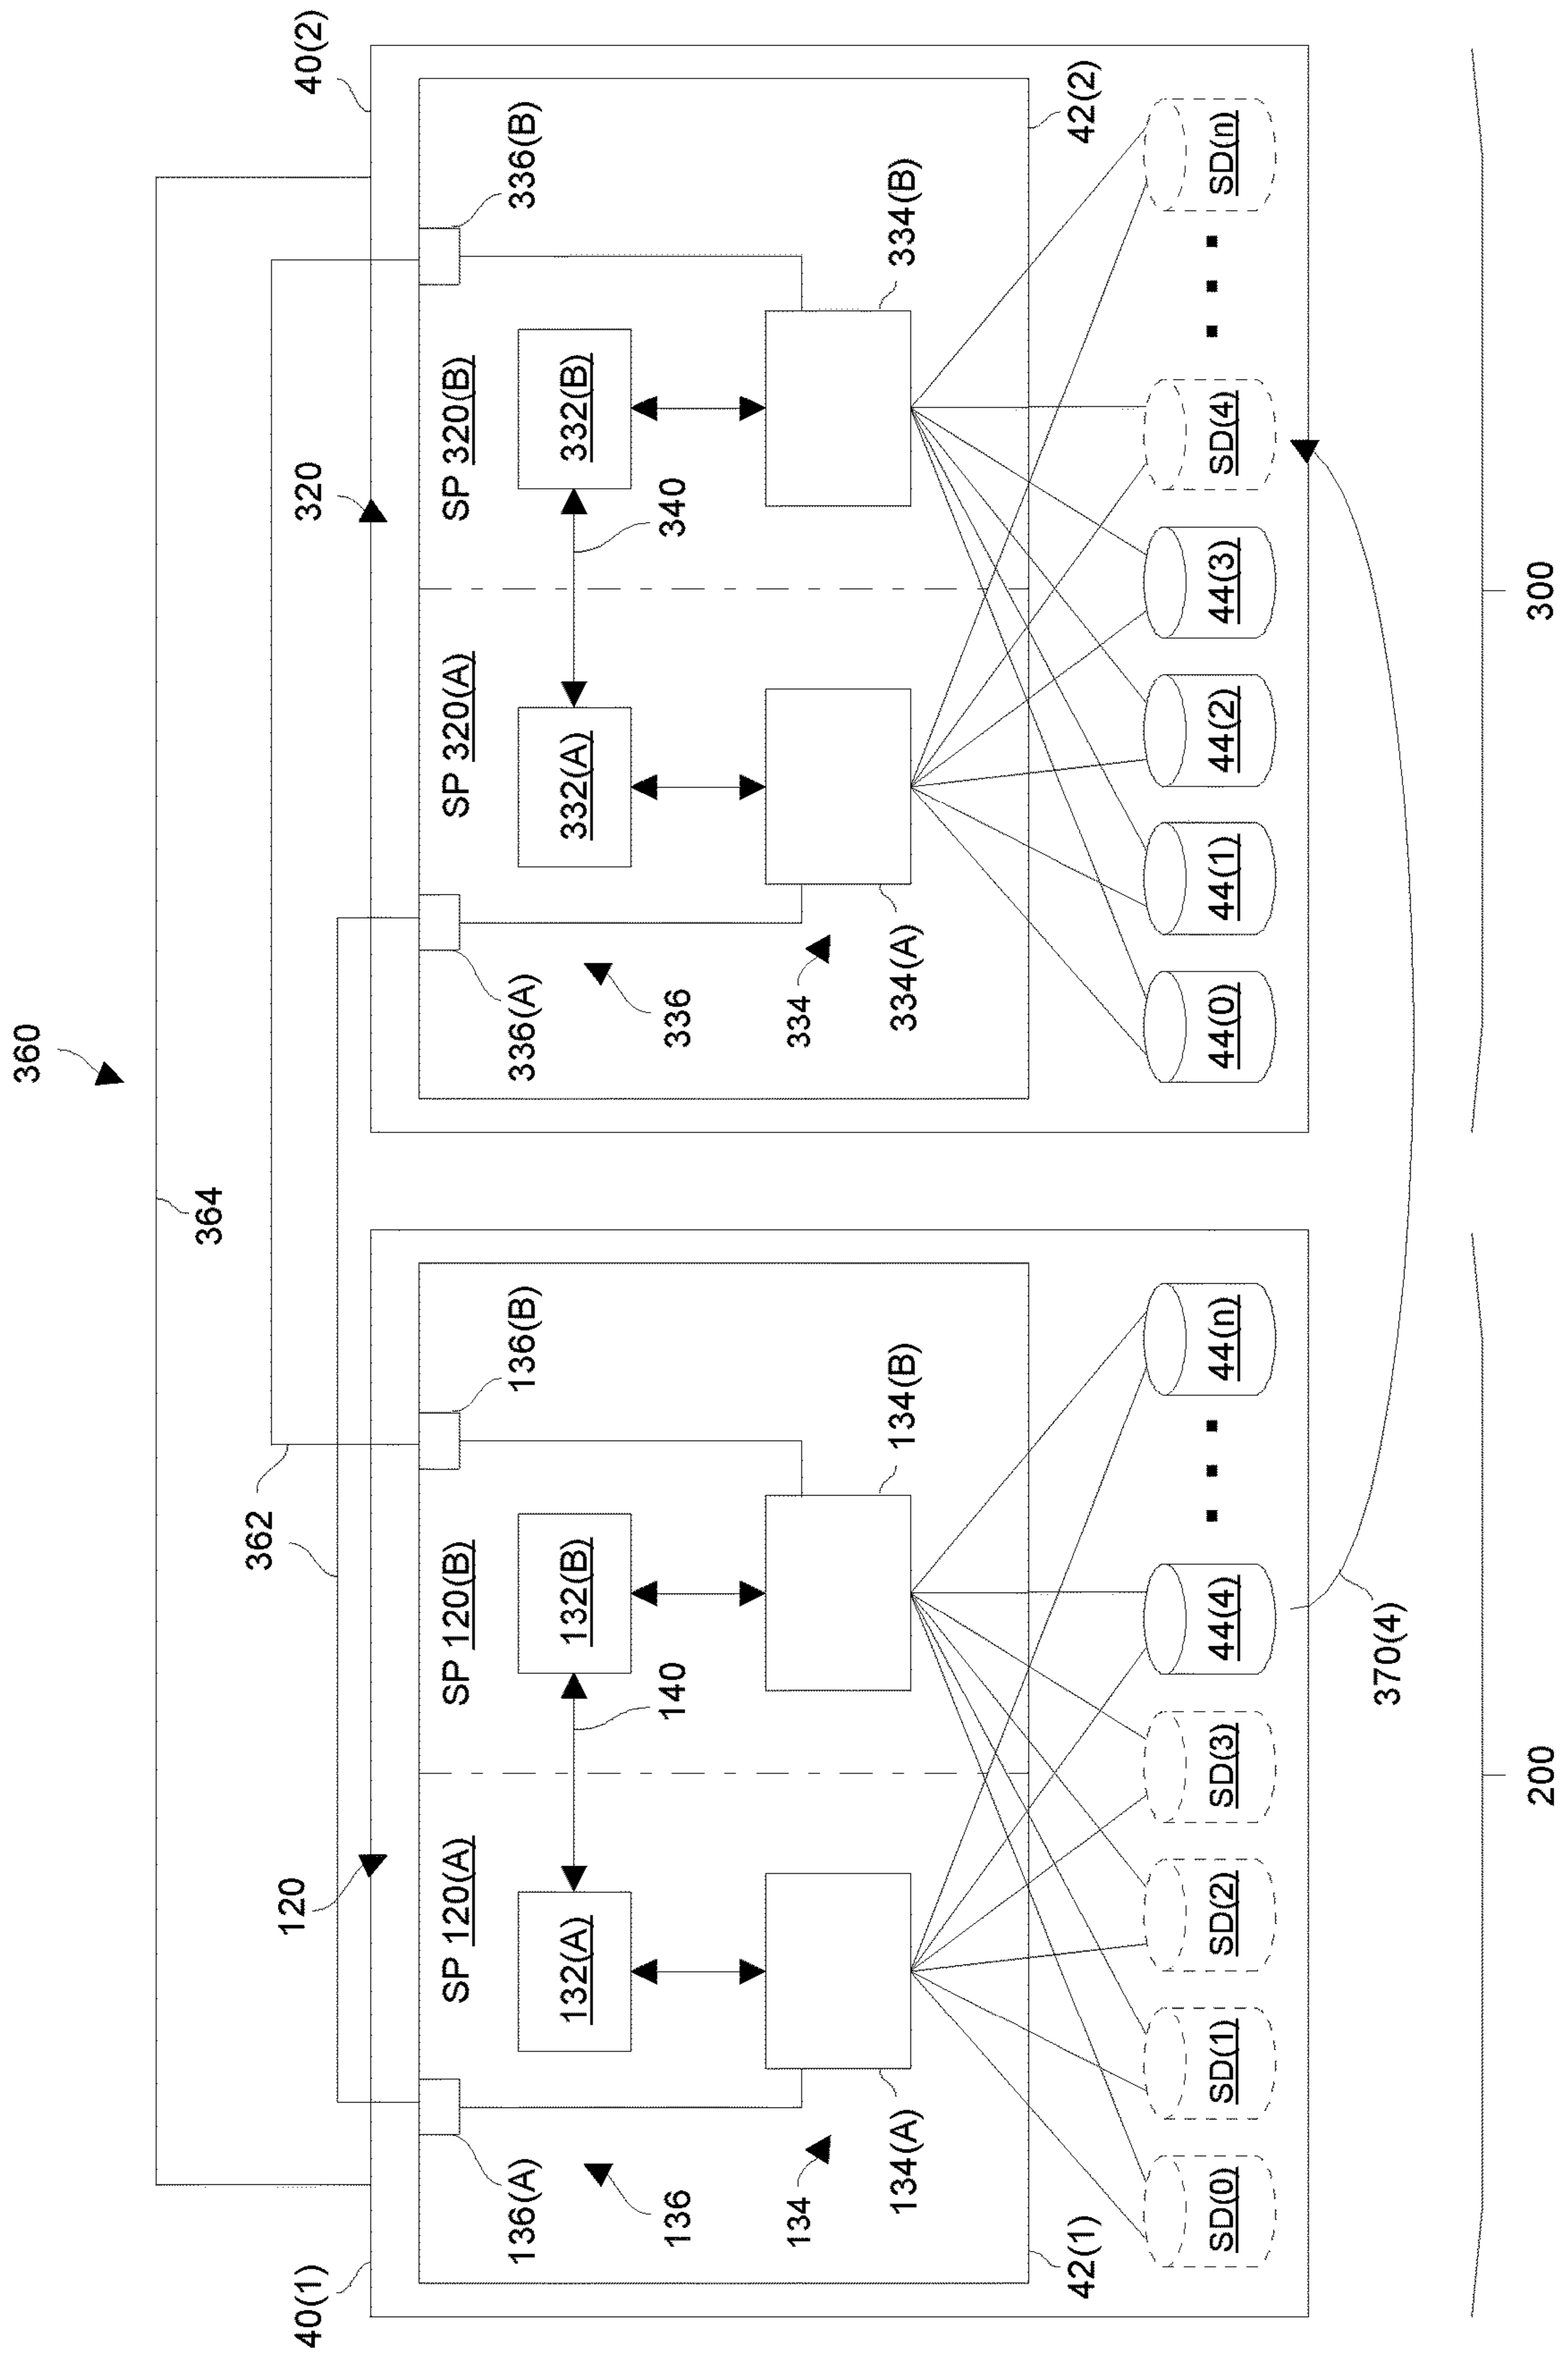 360
364
362
40(1)
120
320
40(2)
136(A)
SP 120(A)
SP 120(B)
136(B)
336(A)
SP 320(A)
SP 320(B)
336(B)
132(A)
132(B)
332(A)
332(B)
136
140
336
340
134
134(A)
134(B)
334
334(A)
334(B)
42(1)
42(2)
SD(0)
SD(1)
SD(2)
SD(3)
44(4)
44(n)
44(0)
44(1)
44(2)
44(3)
SD(4)
SD(n)
370(4)
200
300